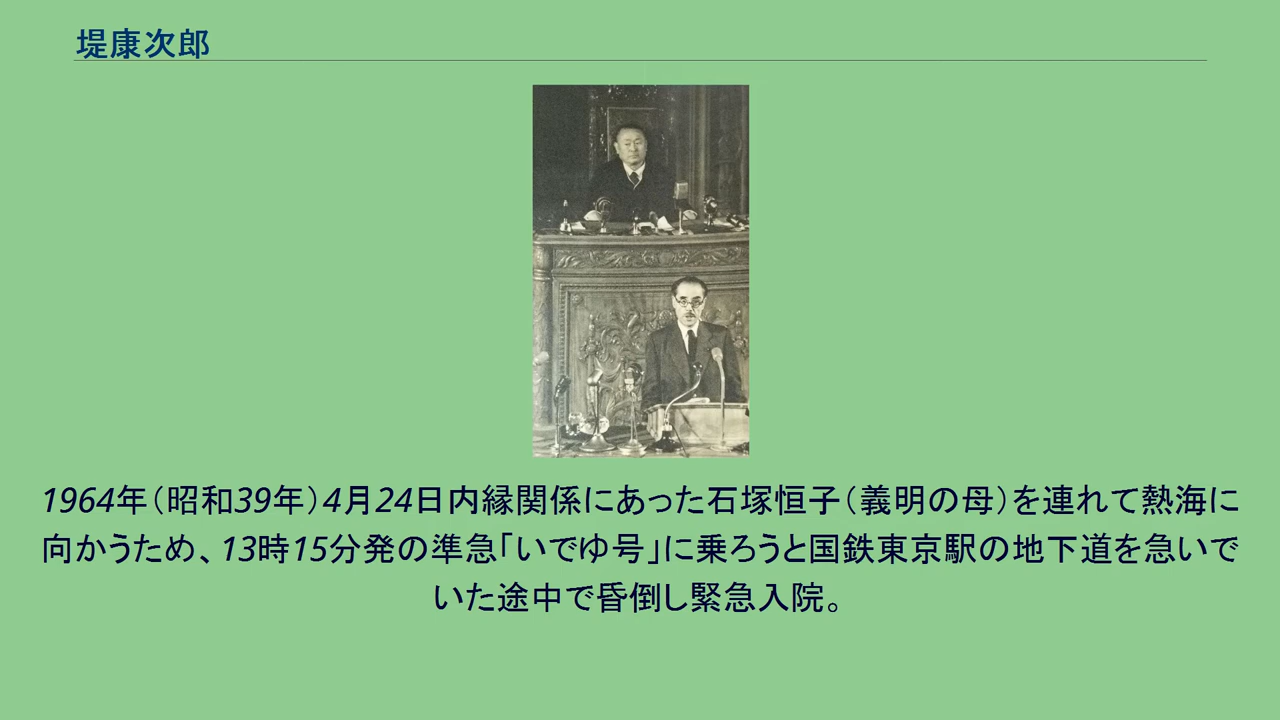 堤康次郎
1964年（昭和39年）4月24日内縁関係にあった石塚恒子（義明の母）を連れて熱海に
向かうため、13時15分発の準急｢いでゆ号｣に乗ろうと国鉄東京駅の地下道を急いで
いた途中で昏倒し緊急入院。